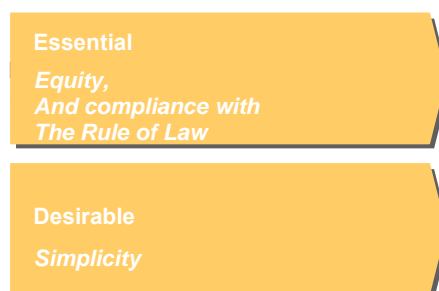 Essential
Equity,
And compliance with
The Rule of Law
Desirable
Simplicity